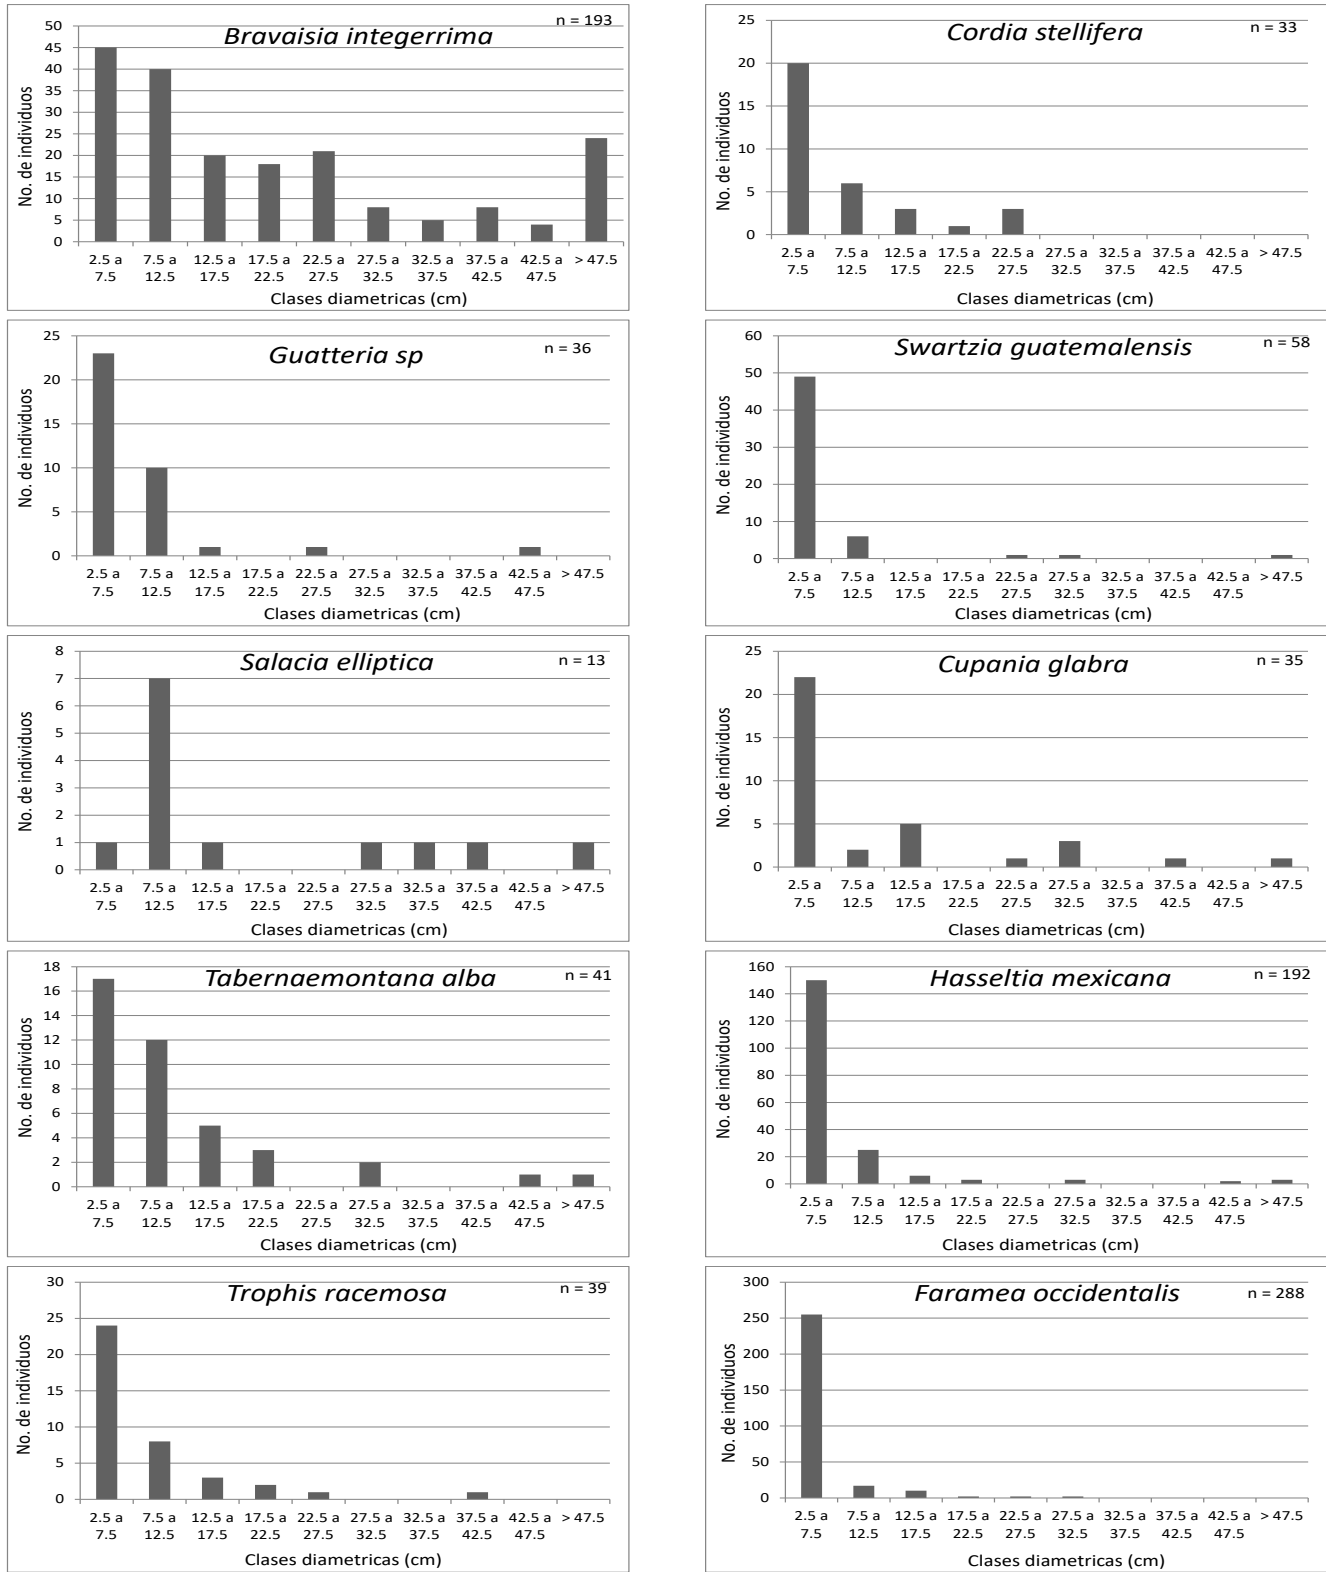 Bravaisia integerrima
n = 193
No. de individuos
50
45
40
35
30
25
20
15
10
5
0
2.5 a 7.5 a 12.5 a 17.5 a 22.5 a 27.5 a 32.5 a 37.5 a 42.5 a > 47.5
7.5 12.5 17.5 22.5 27.5 32.5 37.5 42.5 47.5
Clases diametricas (cm)
Cordia stellifera
n = 33
No. de individuos
25
20
15
10
5
0
2.5 a 7.5 a 12.5 a 17.5 a 22.5 a 27.5 a 32.5 a 37.5 a 42.5 a > 47.5
7.5 12.5 17.5 22.5 27.5 32.5 37.5 42.5 47.5
Clases diametricas (cm)
Guatteria sp
n = 36
No. de individuos
25
20
15
10
5
0
2.5 a 7.5 a 12.5 a 17.5 a 22.5 a 27.5 a 32.5 a 37.5 a 42.5 a > 47.5
7.5 12.5 17.5 22.5 27.5 32.5 37.5 42.5 47.5
Clases diametricas (cm)
Swartzia guatemalensis
n = 58
No. de individuos
60
50
40
30
20
10
0
2.5 a 7.5 a 12.5 a 17.5 a 22.5 a 27.5 a 32.5 a 37.5 a 42.5 a > 47.5
7.5 12.5 17.5 22.5 27.5 32.5 37.5 42.5 47.5
Clases diametricas (cm)
Salacia elliptica
n = 13
No. de individuos
8
7
6
5
4
3
2
1
0
2.5 a 7.5 a 12.5 a 17.5 a 22.5 a 27.5 a 32.5 a 37.5 a 42.5 a > 47.5
7.5 12.5 17.5 22.5 27.5 32.5 37.5 42.5 47.5
Clases diametricas (cm)
Cupania glabra
n = 35
No. de individuos
25
20
15
10
5
0
2.5 a 7.5 a 12.5 a 17.5 a 22.5 a 27.5 a 32.5 a 37.5 a 42.5 a > 47.5
7.5 12.5 17.5 22.5 27.5 32.5 37.5 42.5 47.5
Clases diametricas (cm)
Tabernaemontana alba
n = 41
No. de individuos
18
16
14
12
10
8
6
4
2
0
2.5 a 7.5 a 12.5 a 17.5 a 22.5 a 27.5 a 32.5 a 37.5 a 42.5 a > 47.5
7.5 12.5 17.5 22.5 27.5 32.5 37.5 42.5 47.5
Clases diametricas (cm)
Hasseltia mexicana
n = 192
No. de individuos
160
140
120
100
80
60
40
20
0
2.5 a 7.5 a 12.5 a 17.5 a 22.5 a 27.5 a 32.5 a 37.5 a 42.5 a > 47.5
7.5 12.5 17.5 22.5 27.5 32.5 37.5 42.5 47.5
Clases diametricas (cm)
Trophis racemosa
n = 39
No. de individuos
30
25
20
15
10
5
0
2.5 a 7.5 a 12.5 a 17.5 a 22.5 a 27.5 a 32.5 a 37.5 a 42.5 a > 47.5
7.5 12.5 17.5 22.5 27.5 32.5 37.5 42.5 47.5
Clases diametricas (cm)
Faramea occidentalis
n = 288
No. de individuos
300
250
200
150
100
50
0
2.5 a 7.5 a 12.5 a 17.5 a 22.5 a 27.5 a 32.5 a 37.5 a 42.5 a > 47.5
7.5 12.5 17.5 22.5 27.5 32.5 37.5 42.5 47.5
Clases diametricas (cm)